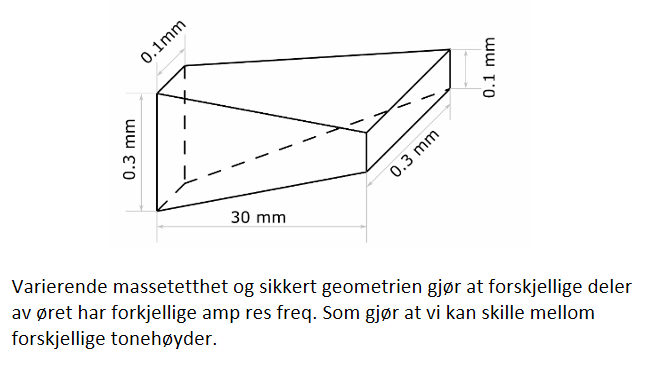 0.1mm
0.1 mm
0.3 mm
0.3 mm
30 mm
Varierende massetetthet og sikkert geometrien gjør at forskjellige deler
av øret har forkjellige amp res freq. Som gjør at vi kan skille mellom
forskjellige tonehøyder.